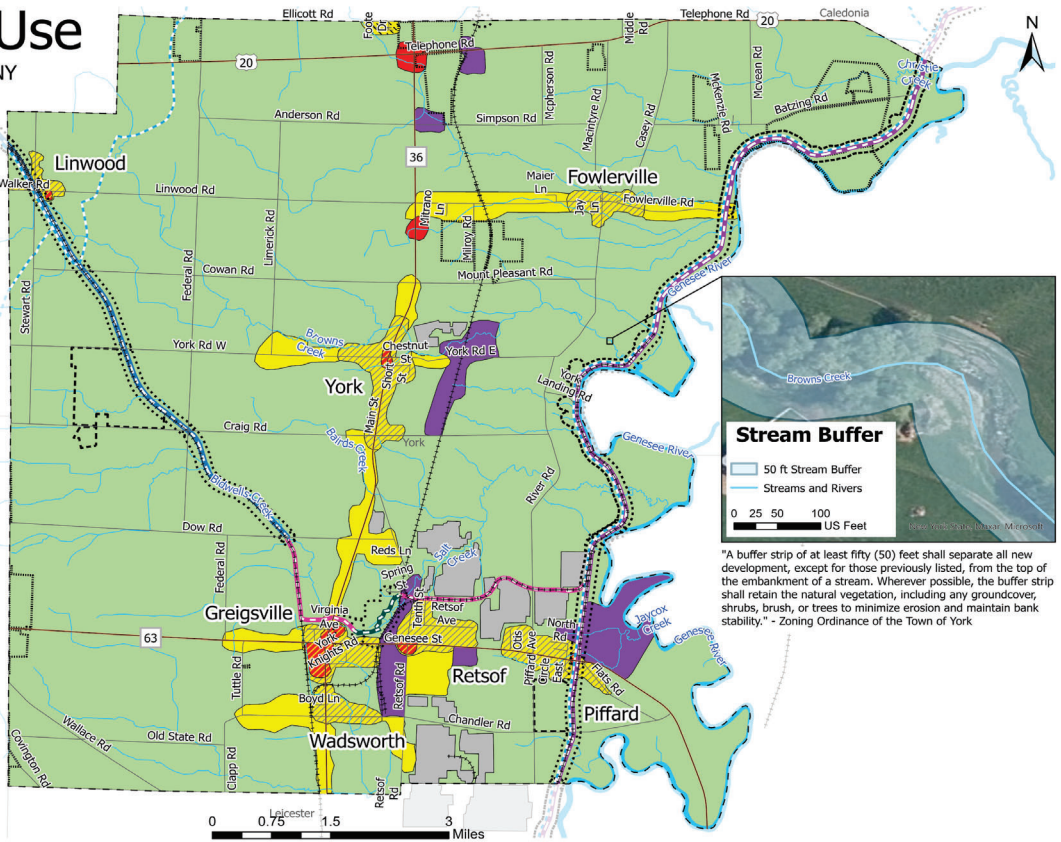 Use
NY
Ellicott Rd
Foote Dr
Telephone Rd
Middle Rd
Telephone Rd
20
Caledonia
N
20
Mcpherson Rd
Mcvean Rd
Christie Creek
McKenzie Rd
Batzing Rd
Anderson Rd
Simpson Rd
Macintyre Rd
Casey Rd
36
Linwood
Walker Rd
Linwood Rd
Maier Ln
Fowlerville
Mitrano Ln
Jay Ln
Fowlerville Rd
Limerick Rd
Milroy Rd
Federal Rd
Cowan Rd
Mount Pleasant Rd
Genesee River
Stewart Rd
York Rd W
Browns Creek
Chestnut St
York Rd E
Short St
York
York Landing Rd
Main St
Craig Rd
York
Bairds Creek
Genesee River
River Rd
Bidwells Creek
Dow Rd
Federal Rd
Reds Ln
Salt Creek
Spring St
Tenth St
Greigsville
Virginia Ave
Retsof Ave
York
Knights Rd
Genesee St
63
Otis
North Rd
Jaycox Creek
Genesee River
Piffard Ave
Circle East
Flats Rd
Tuttle Rd
Retsof Rd
Retsof
Boyd Ln
Piffard
Chandler Rd
Wadsworth
Wallace Rd
Old State Rd
Covington Rd
Clapp Rd
Retsof Rd
Leicester
0 0.75 1.5 3
Miles
Browns Creek
Stream Buffer
50 ft Stream Buffer
Streams and Rivers
0 25 50 100
US Feet
New York State, Maxar, Microsoft
"A buffer strip of at least fifty (50) feet shall separate all new
development, except for those previously listed, from the top of
the embankment of a stream. Wherever possible, the buffer strip
shall retain the natural vegetation, including any groundcover,
shrubs, brush, or trees to minimize erosion and maintain bank
stability." - Zoning Ordinance of the Town of York